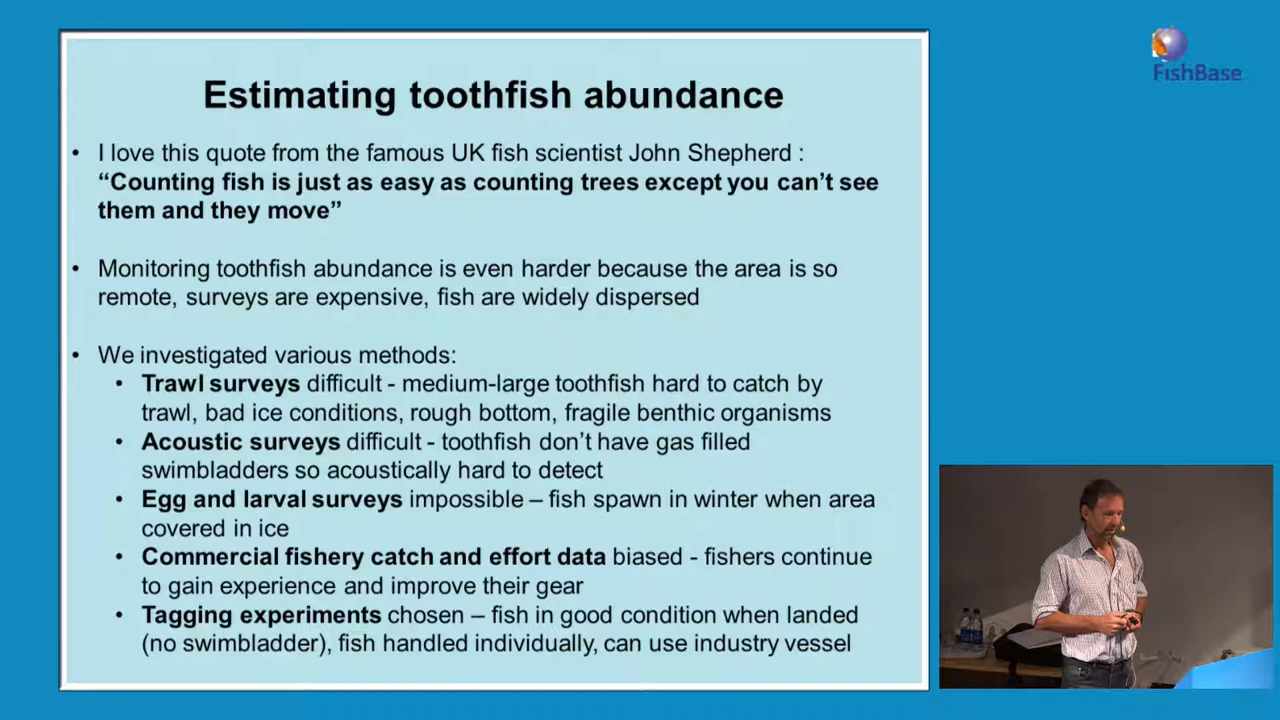 Estimating toothfish abundance
• I love this quote from the famous UK fish scientist John Shepherd :
“Counting fish is just as easy as counting trees except you can’t see
them and they move”
• Monitoring toothfish abundance is even harder because the area is so
remote, surveys are expensive, fish are widely dispersed
• We investigated various methods:
• Trawl surveys difficult - medium-large toothfish hard to catch by
trawl, bad ice conditions, rough bottom, fragile benthic organisms
• Acoustic surveys difficult - toothfish don’t have gas filled
swimbladders so acoustically hard to detect
• Egg and larval surveys impossible – fish spawn in winter when area
covered in ice
• Commercial fishery catch and effort data biased - fishers continue
to gain experience and improve their gear
• Tagging experiments chosen – fish in good condition when landed
(no swimbladder), fish handled individually, can use industry vessel
FishBase